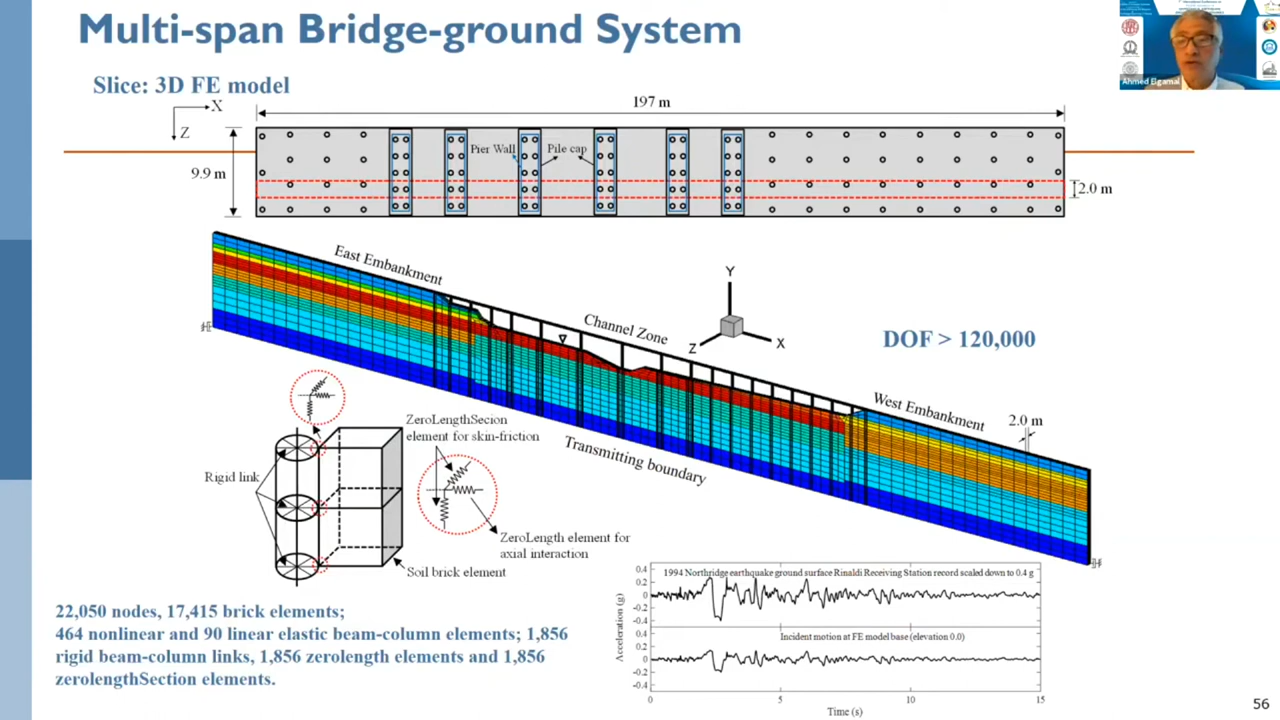 Multi-span Bridge-ground System
Ahmed Elgamal
Slice: 3D FE model
X
Z
197 m
9.9 m
Pier Wall
Pile cap
2.0 m
East Embankment
Channel Zone
Y
Z
X
DOF > 120,000
West Embankment
2.0 m
Transmitting boundary
ZeroLengthSecion
element for skin-friction
Rigid link
ZeroLength element for
axial interaction
Soil brick element
22,050 nodes, 17,415 brick elements;
464 nonlinear and 90 linear elastic beam-column elements; 1,856
rigid beam-column links, 1,856 zerolength elements and 1,856
zerolengthSection elements.
1994 Northridge earthquake ground surface Rinaldi Receiving Station record scaled down to 0.4 g
0.4
0.2
0
-0.2
-0.4
Incident motion at FE model base (elevation 0.0)
0.4
0.2
0
-0.2
-0.4
Acceleration (g)
0
5
10
15
Time (s)
56